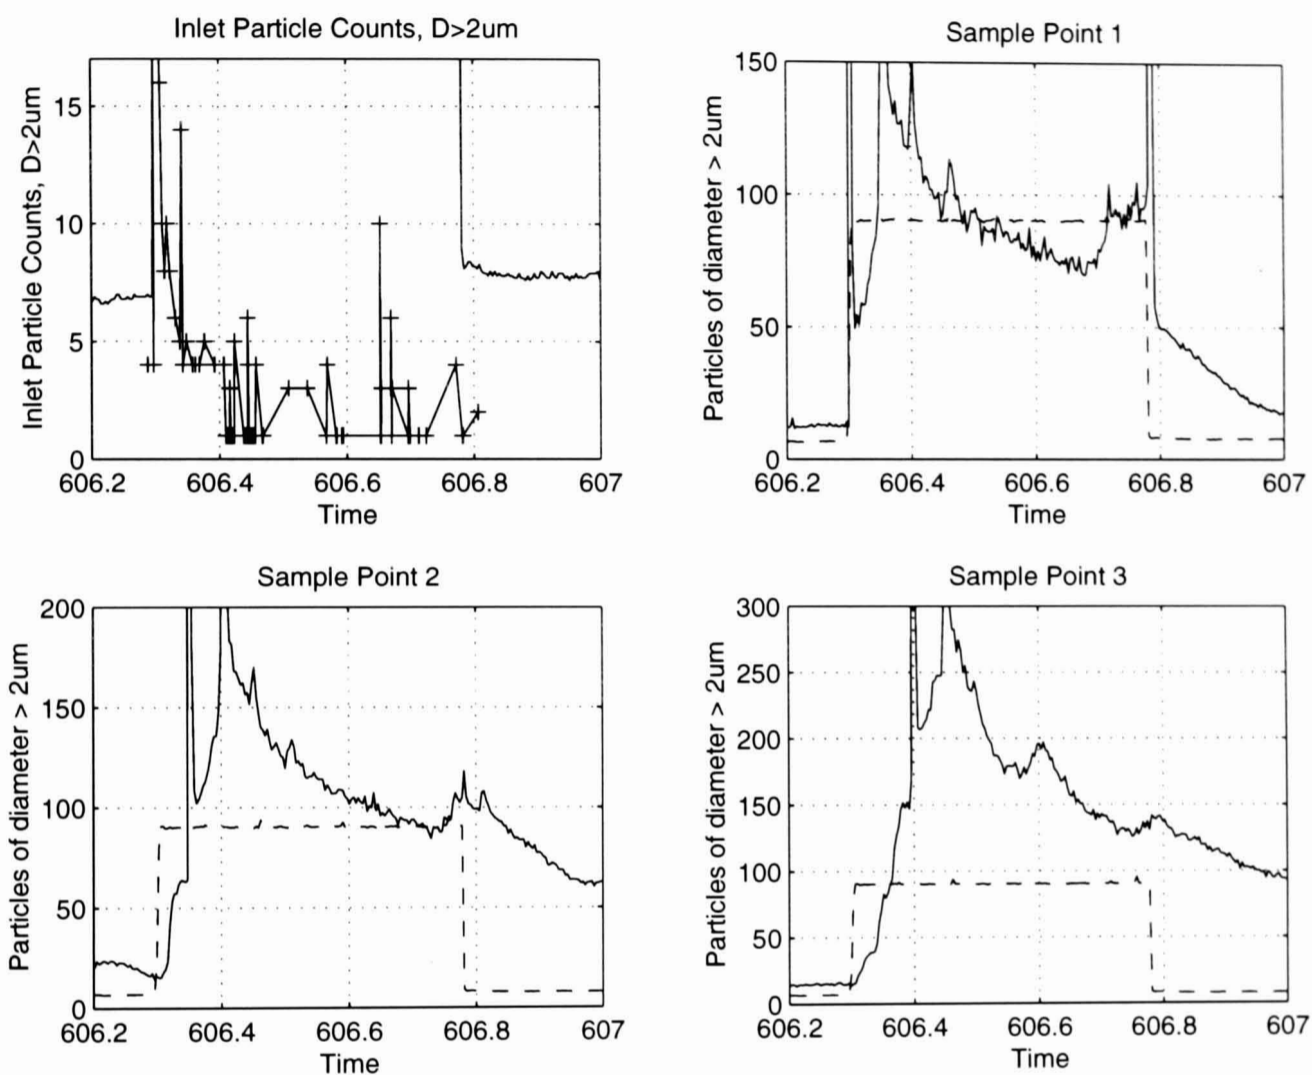 Inlet Particle Counts, D>2um
Inlet Particle Counts, D>2um
15
10
5
0
606.2 606.4 606.6 606.8 607
Time
Sample Point 1
Particles of diameter > 2um
150
100
50
0
606.2 606.4 606.6 606.8 607
Time
Sample Point 2
Particles of diameter > 2um
200
150
100
50
0
606.2 606.4 606.6 606.8 607
Time
Sample Point 3
Particles of diameter > 2um
300
250
200
150
100
50
0
606.2 606.4 606.6 606.8 607
Time